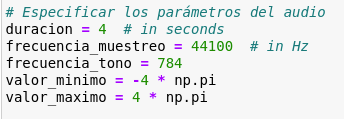 # Especificar los parámetros del audio
duracion = 4  # in seconds
frecuencia_muestreo = 44100  # in Hz
frecuencia_tono = 784
valor_minimo = -4 * np.pi
valor_maximo = 4 * np.pi